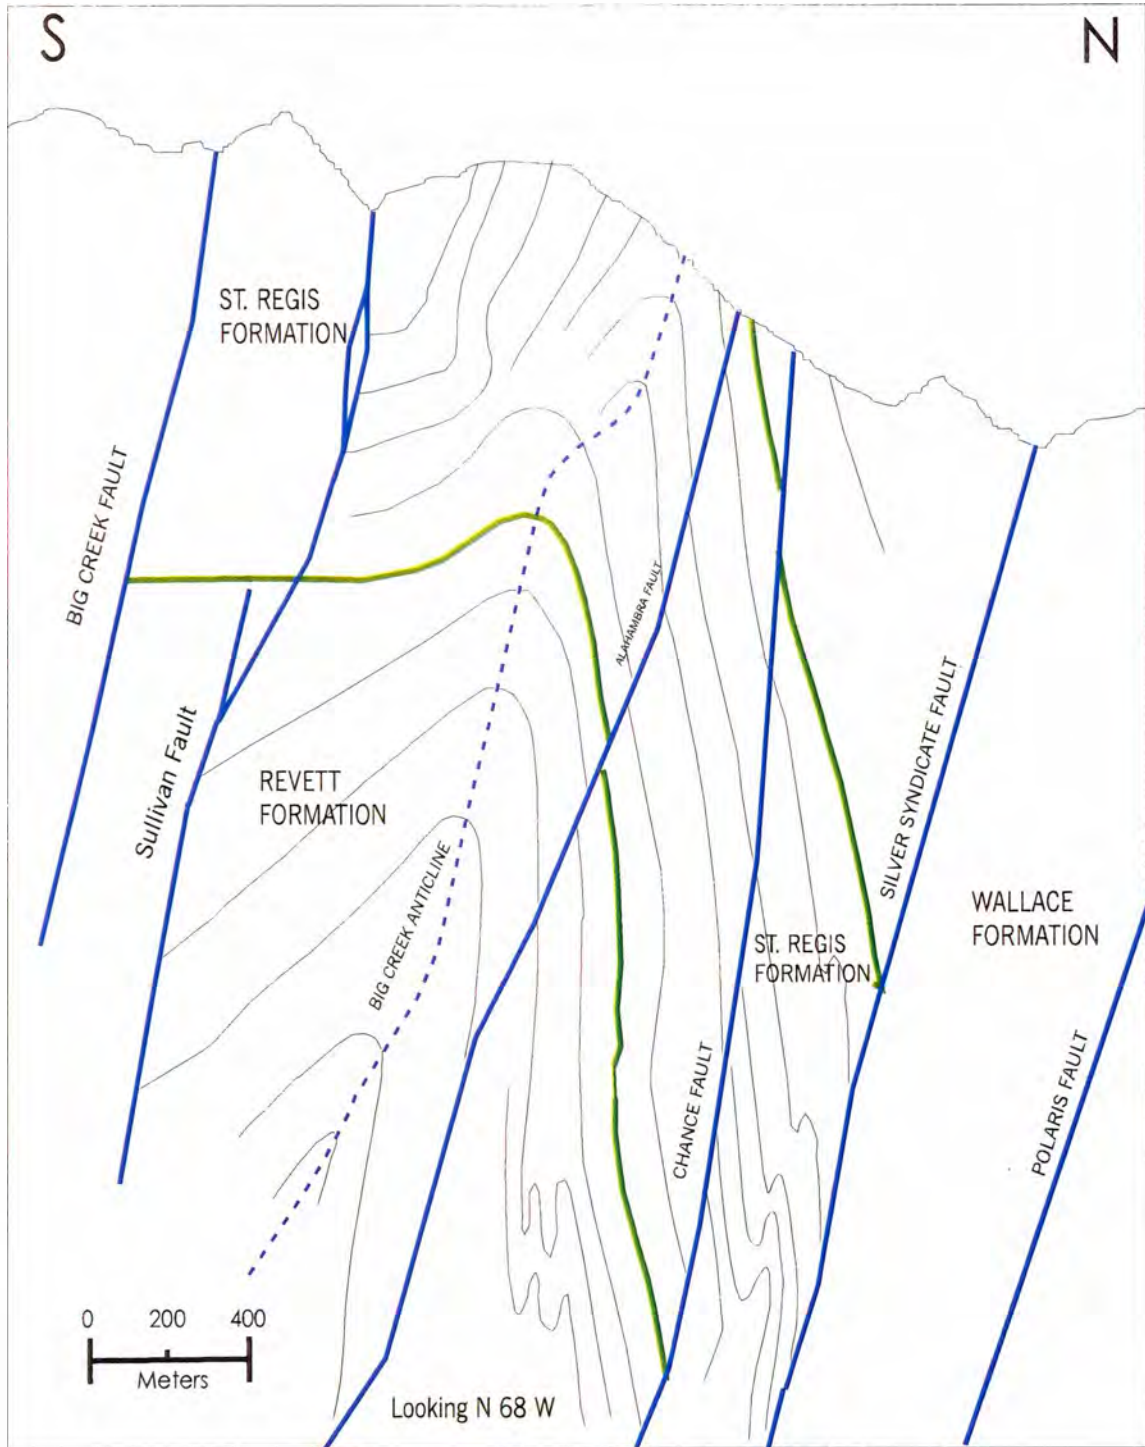 S
N
ST. REGIS
FORMATION
BIG CREEK FAULT
ALAHAMBRA FAULT
Sullivan Fault
REVETT
FORMATION
BIG CREEK ANTICLINE
SILVER SYNDICATE FAULT
WALLACE
FORMATION
ST. REGIS
FORMATION
CHANCE FAULT
POLARIS FAULT
0 200 400
Meters
Looking N 68 W